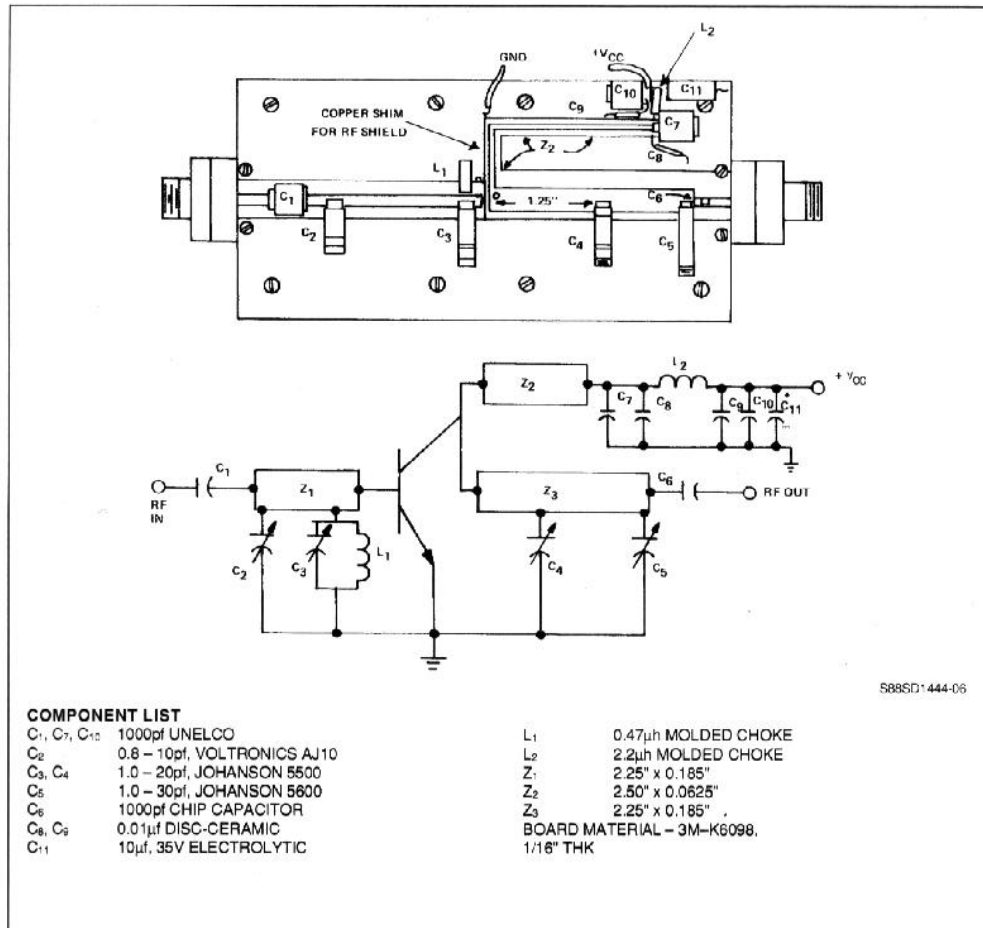 L2
GND
+VCC
C10
C11
COPPER SHIM
FOR RF SHIELD
C9
C7
Z2
C8
L1
C6
C1
1.25"
C2
C3
C4
C5
Z2
L2
+ VCC
C7
C8
C9
C10
+
C11
C1
Z1
Z3
C6
RF
IN
RF OUT
C2
C3
L1
C4
C5
S88SD1444-06
COMPONENT LIST
C1, C7, C10 1000pf UNELCO
C2 0.8 – 10pf, VOLTRONICS AJ10
C3, C4 1.0 – 20pf, JOHANSON 5500
C5 1.0 – 30pf, JOHANSON 5600
C6 1000pf CHIP CAPACITOR
C8, C9 0.01µf DISC-CERAMIC
C11 10µf, 35V ELECTROLYTIC
L1 0.47µh MOLDED CHOKE
L2 2.2µh MOLDED CHOKE
Z1 2.25" x 0.185"
Z2 2.50" x 0.0625"
Z3 2.25" x 0.185"
BOARD MATERIAL – 3M–K6098,
1/16" THK